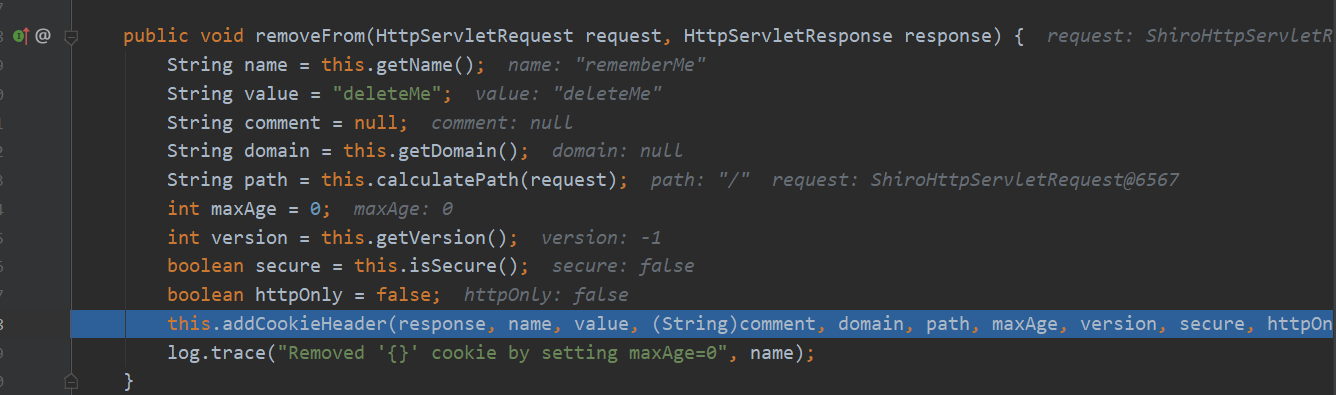 public void removeFrom(HttpServletRequest request, HttpServletResponse response) { request: ShiroHttpServletR
String name = this.getName(); name: "rememberMe"
String value = "deleteMe"; value: "deleteMe"
String comment = null; comment: null
String domain = this.getDomain(); domain: null
String path = this.calculatePath(request); path: "/" request: ShiroHttpServletRequest@6567
int maxAge = 0; maxAge: 0
int version = this.getVersion(); version: -1
boolean secure = this.isSecure(); secure: false
boolean httpOnly = false; httpOnly: false
this.addCookieHeader(response, name, value, (String)comment, domain, path, maxAge, version, secure, httpOn
log.trace("Removed '{}' cookie by setting maxAge=0", name);
}